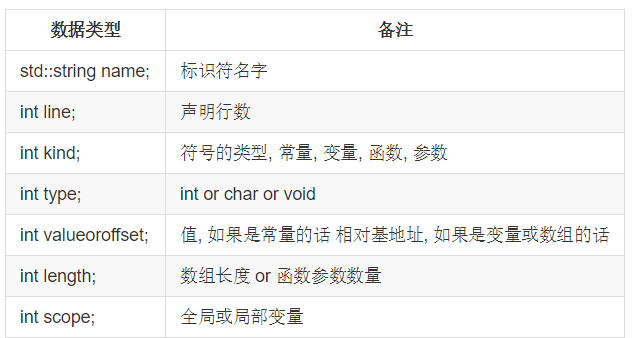 数据类型 备注
std::string name; 标识符名字
int line; 声明行数
int kind; 符号的类型, 常量, 变量, 函数, 参数
int type; int or char or void
int valueoroffset; 值, 如果是常量的话 相对基地址, 如果是变量或数组的话
int length; 数组长度 or 函数参数数量
int scope; 全局或局部变量